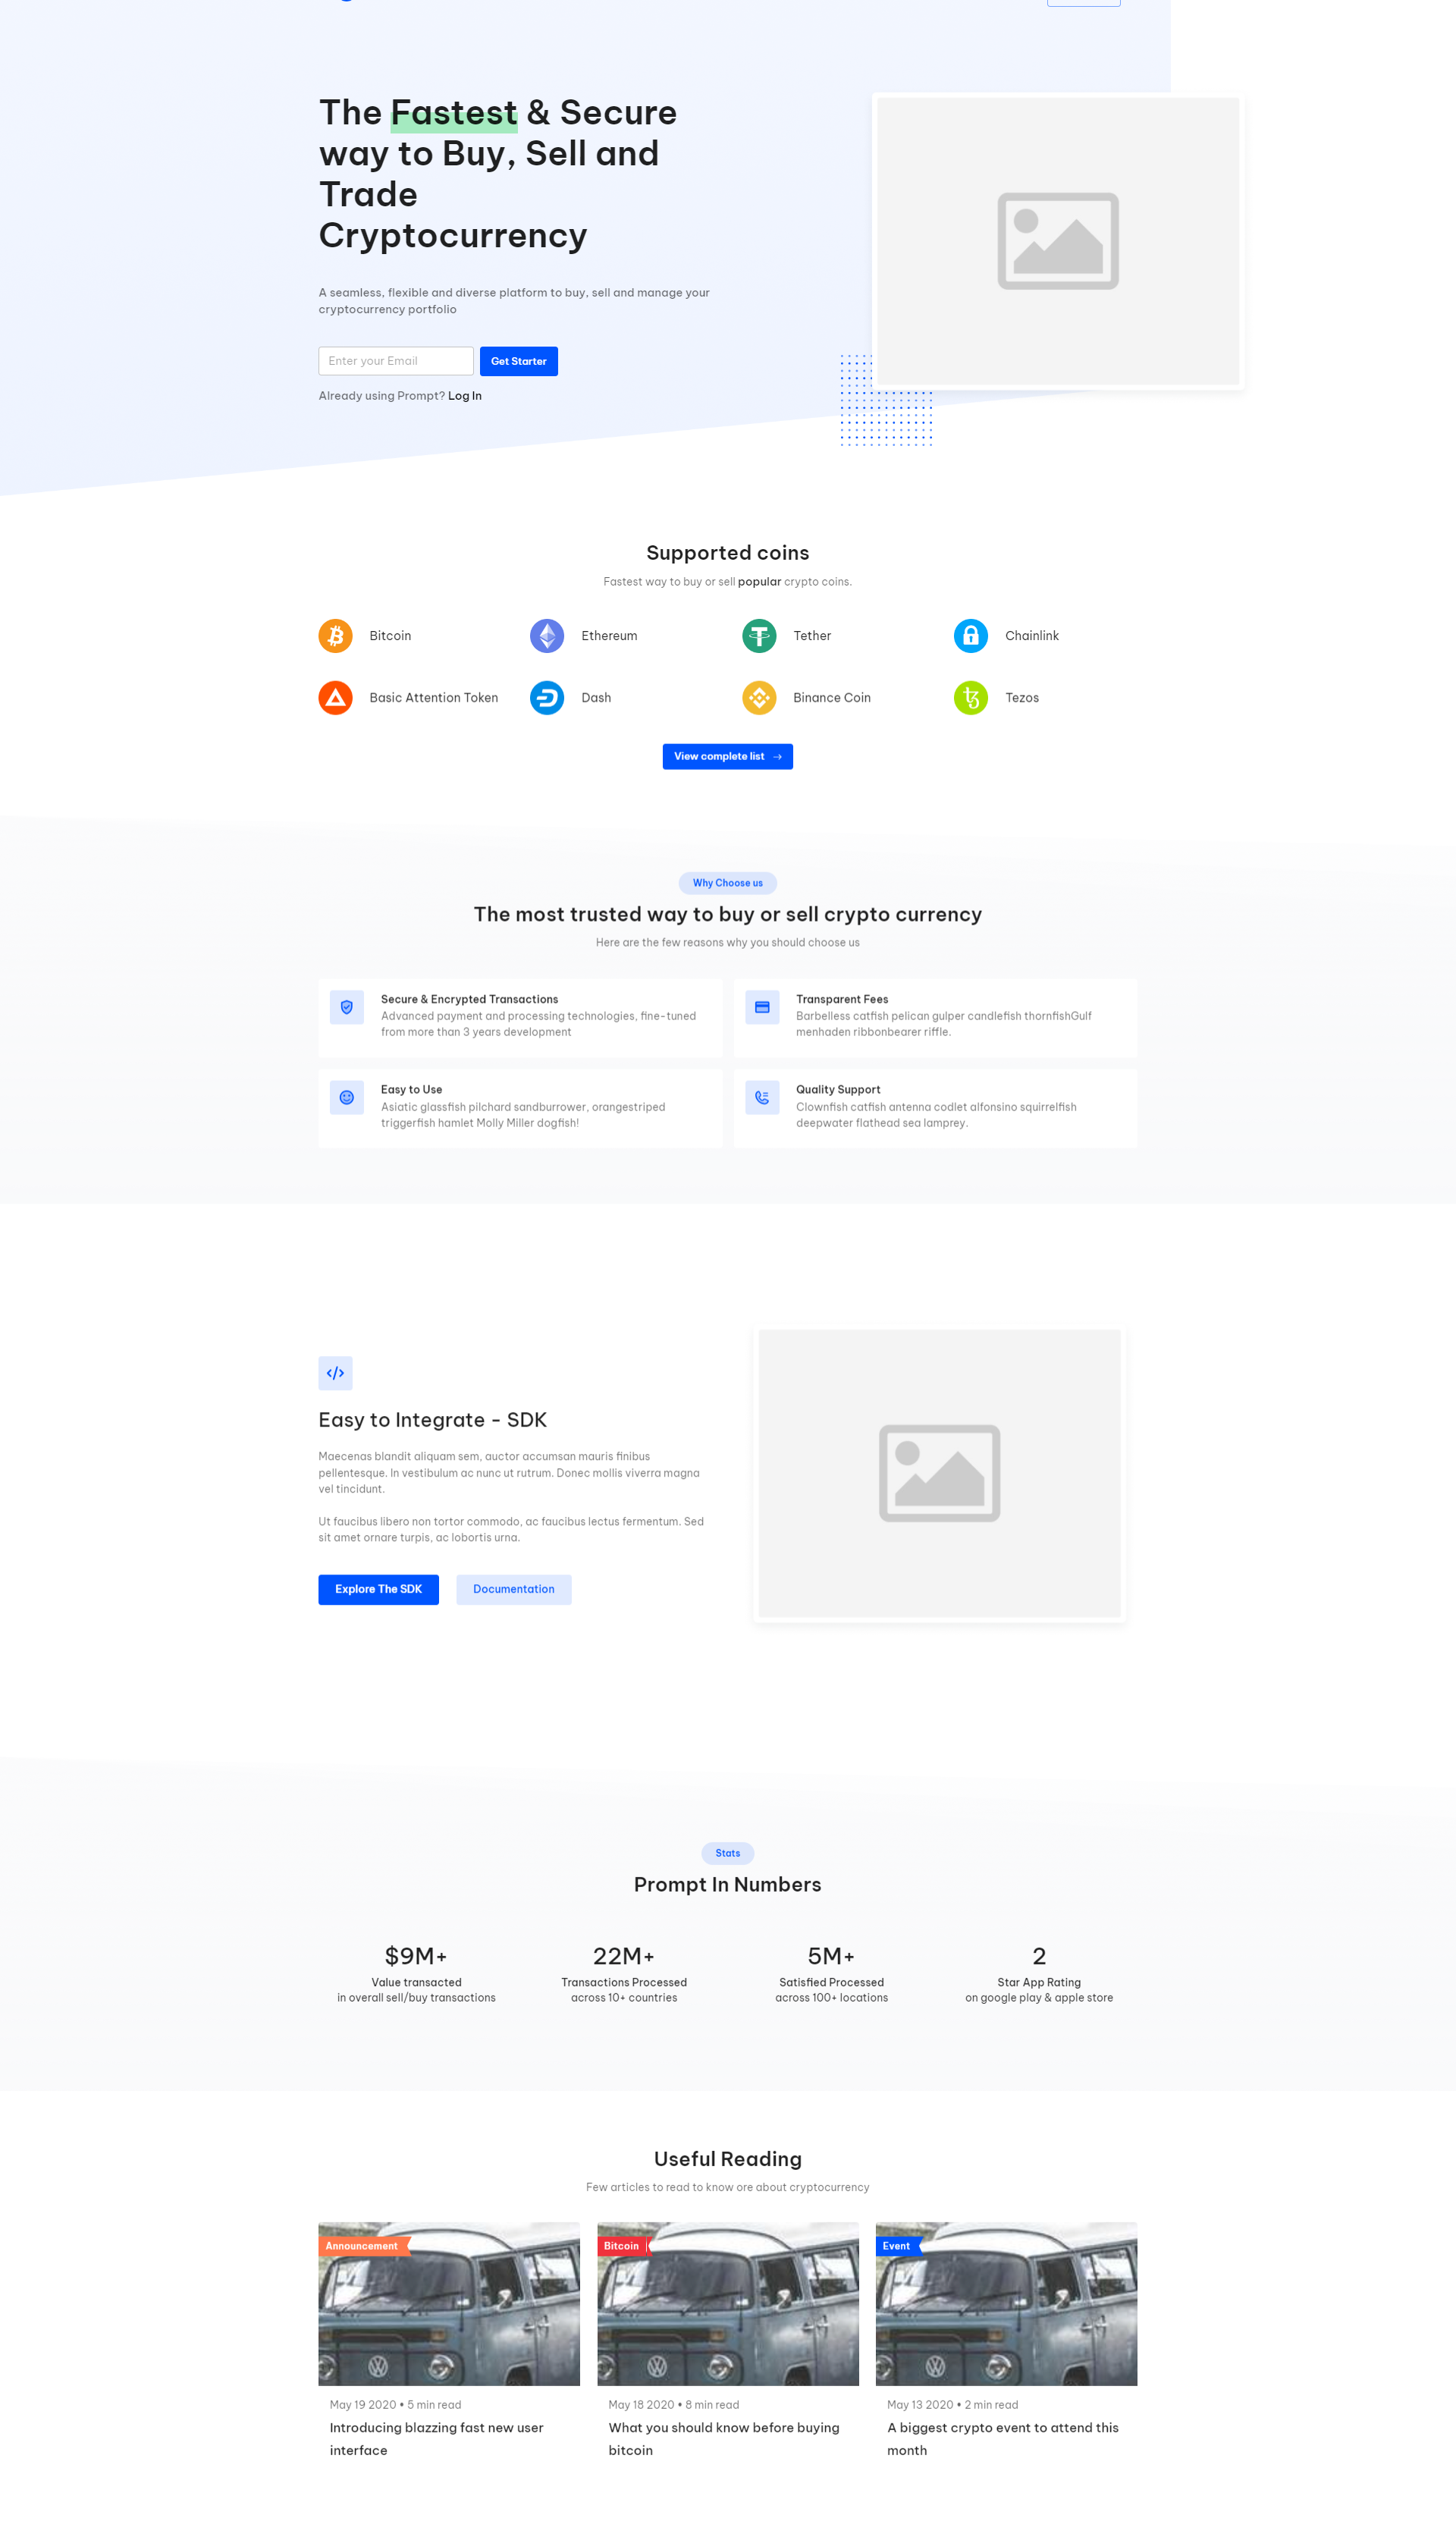 The Fastest & Secure
way to Buy, Sell and
Trade
Cryptocurrency
A seamless, flexible and diverse platform to buy, sell and manage your
cryptocurrency portfolio
Enter your Email
Get Starter
Already using Prompt? Log In
Supported coins
Fastest way to buy or sell popular crypto coins.
Bitcoin
Ethereum
Tether
Chainlink
Basic Attention Token
Dash
Binance Coin
Tezos
View complete list →
Why Choose us
The most trusted way to buy or sell crypto currency
Here are the few reasons why you should choose us
Secure & Encrypted Transactions
Advanced payment and processing technologies, fine-tuned
from more than 3 years development
Transparent Fees
Barbelless catfish pelican gulper candlefish thornfishGulf
menhaden ribbonbearer riffle.
Easy to Use
Asiatic glassfish pilchard sandburrower, orangestriped
triggerfish hamlet Molly Miller dogfish!
Quality Support
Clownfish catfish antenna codlet alfonsino squirrelfish
deepwater flathead sea lamprey.
Easy to Integrate - SDK
Maecenas blandit aliquam sem, auctor accumsan mauris finibus
pellentesque. In vestibulum ac nunc ut rutrum. Donec mollis viverra magna
vel tincidunt.
Ut faucibus libero non tortor commodo, ac faucibus lectus fermentum. Sed
sit amet ornare turpis, ac lobortis urna.
Explore The SDK
Documentation
Stats
Prompt In Numbers
$9M+
Value transacted
in overall sell/buy transactions
22M+
Transactions Processed
across 10+ countries
5M+
Satisfied Processed
across 100+ locations
2
Star App Rating
on google play & apple store
Useful Reading
Few articles to read to know ore about cryptocurrency
Announcement
May 19 2020 • 5 min read
Introducing blazzing fast new user
interface
Bitcoin
May 18 2020 • 8 min read
What you should know before buying
bitcoin
Event
May 13 2020 • 2 min read
A biggest crypto event to attend this
month